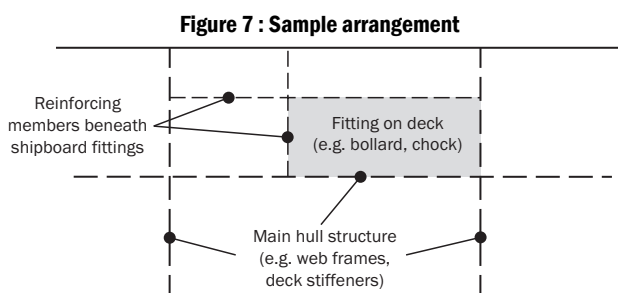 Figure 7 : Sample arrangement
Reinforcing
members beneath
shipboard fittings
Fitting on deck
(e.g. bollard, chock)
Main hull structure
(e.g. web frames,
deck stiffeners)